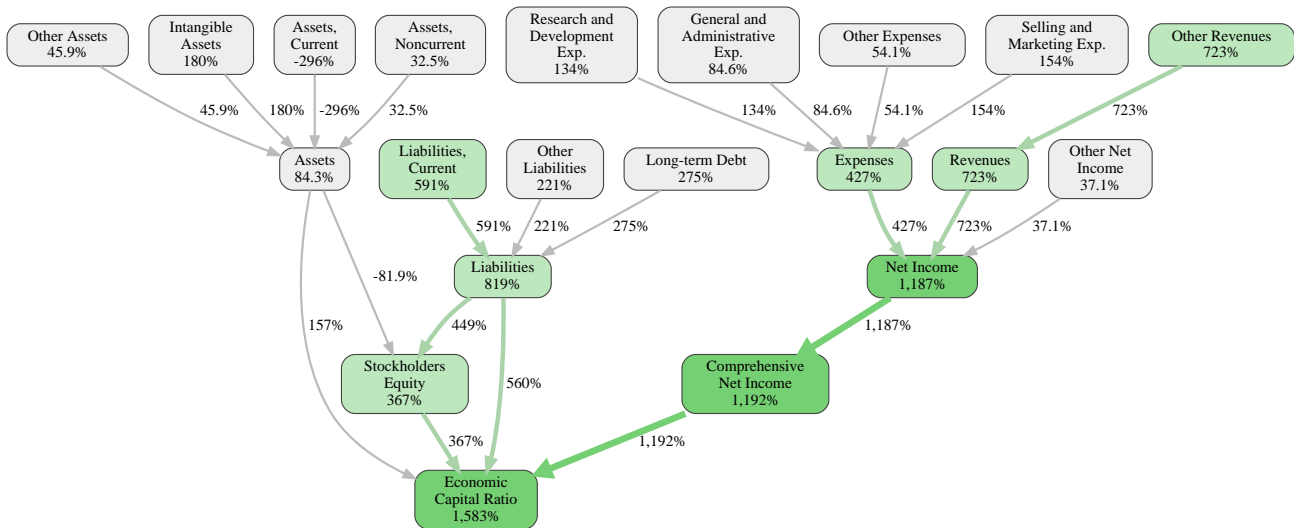 Other Assets
45.9%
Intangible
Assets
180%
Assets,
Current
-296%
Assets,
Noncurrent
32.5%
Research and
Development
Exp.
134%
General and
Administrative
Exp.
84.6%
Other Expenses
54.1%
Selling and
Marketing Exp.
154%
Other Revenues
723%
45.9%
180%
-296%
32.5%
134%
84.6%
54.1%
154%
723%
Assets
84.3%
Liabilities,
Current
591%
Other
Liabilities
221%
Long-term Debt
275%
Expenses
427%
Revenues
723%
Other Net
Income
37.1%
591%
221%
275%
427%
723%
37.1%
-81.9%
Liabilities
819%
Net Income
1,187%
157%
449%
1,187%
Stockholders
Equity
367%
560%
Comprehensive
Net Income
1,192%
367%
1,192%
Economic
Capital Ratio
1,583%